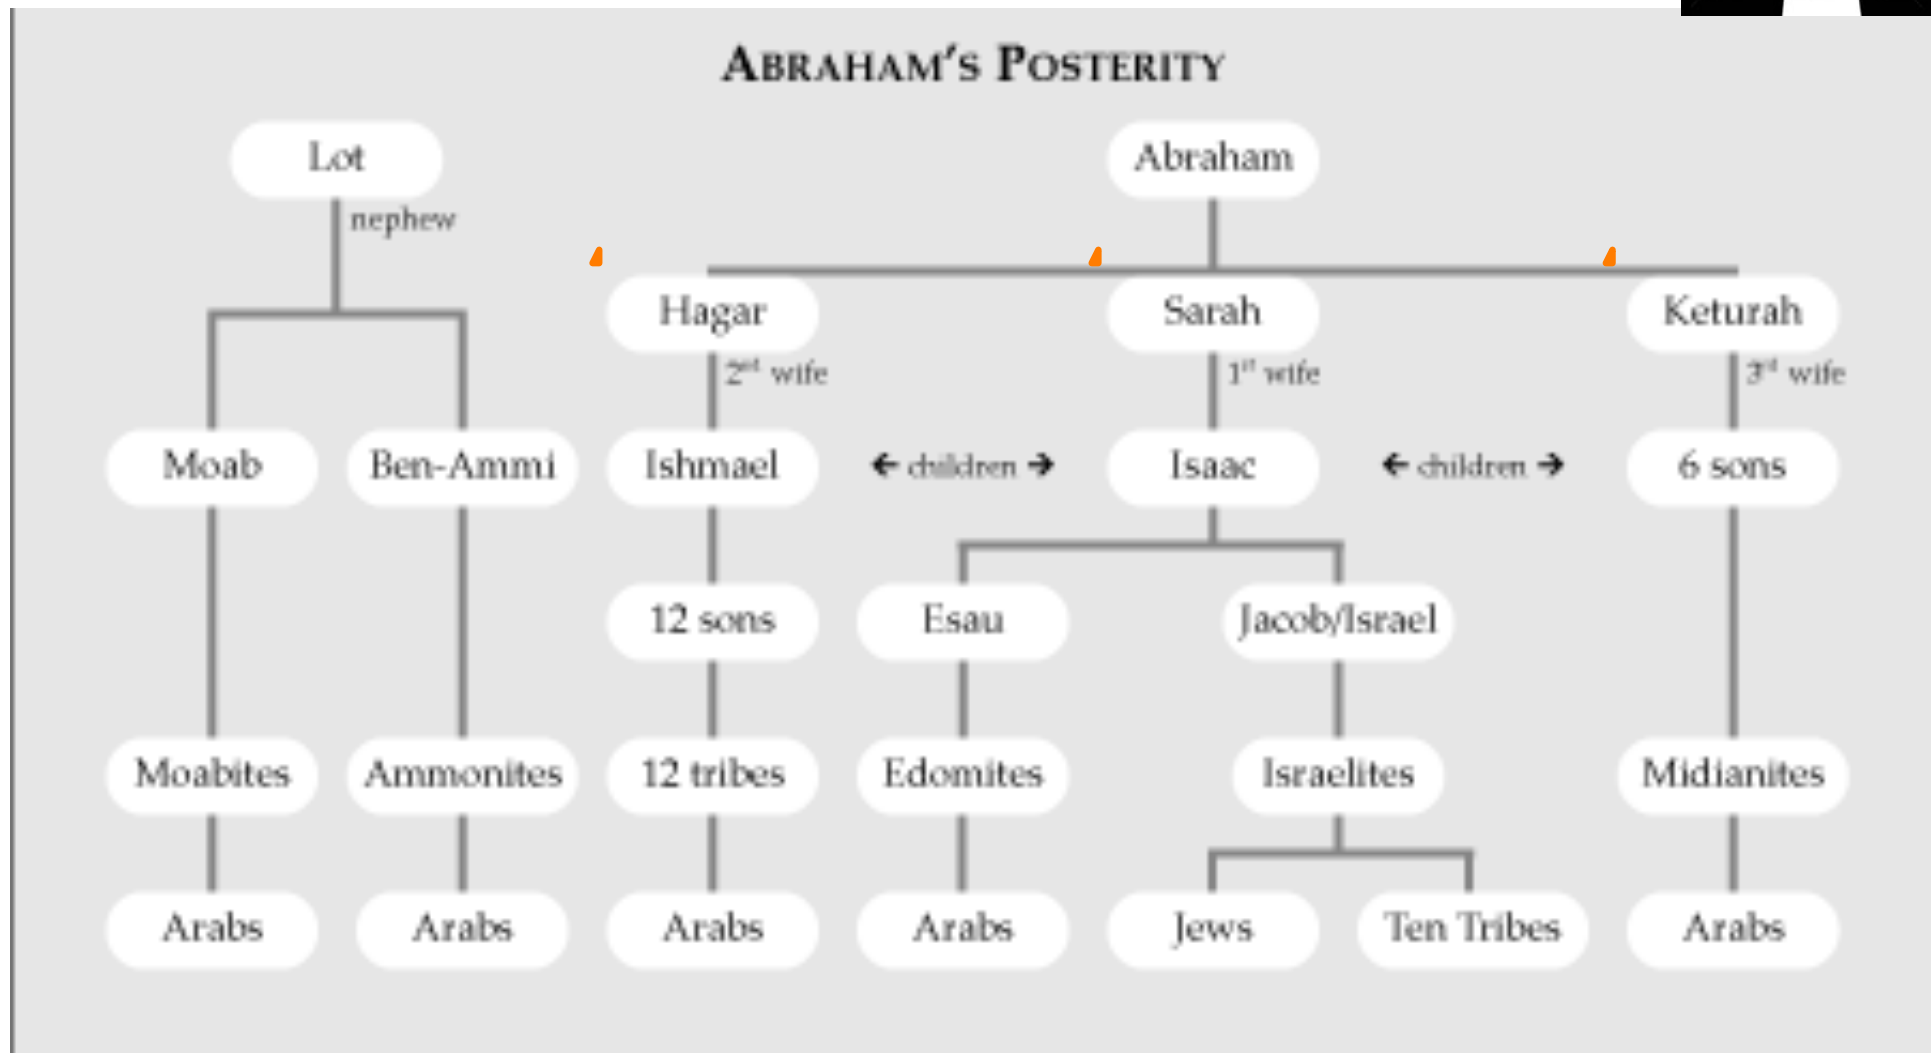 ABRAHAM'S POSTERITY
Lot Abraham
nephew
Hagar Sarah Keturah
2nd wife 1st wife 3rd wife
Moab Ben-Ammi Ishmael ← children → Isaac ← children → 6 sons
12 sons Esau Jacob/Israel
Moabites Ammonites 12 tribes Edomites Israelites Midianites
Arabs Arabs Arabs Arabs Jews Ten Tribes Arabs